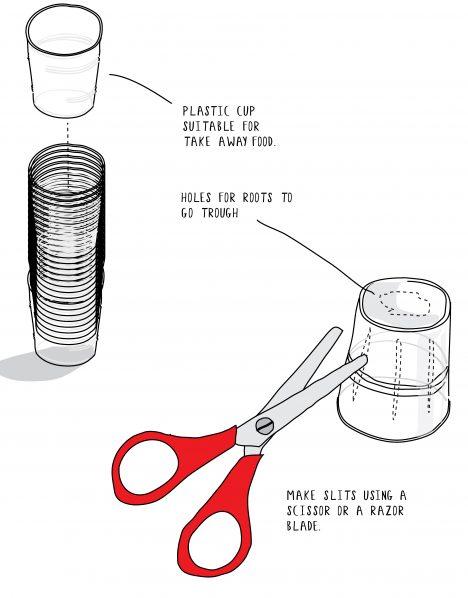 PLASTIC CUP
SUITABLE FOR
TAKE AWAY FOOD.
HOLES FOR ROOTS TO
GO TROUGH
MAKE SLITS USING A
SCISSOR OR A RAZOR
BLADE.